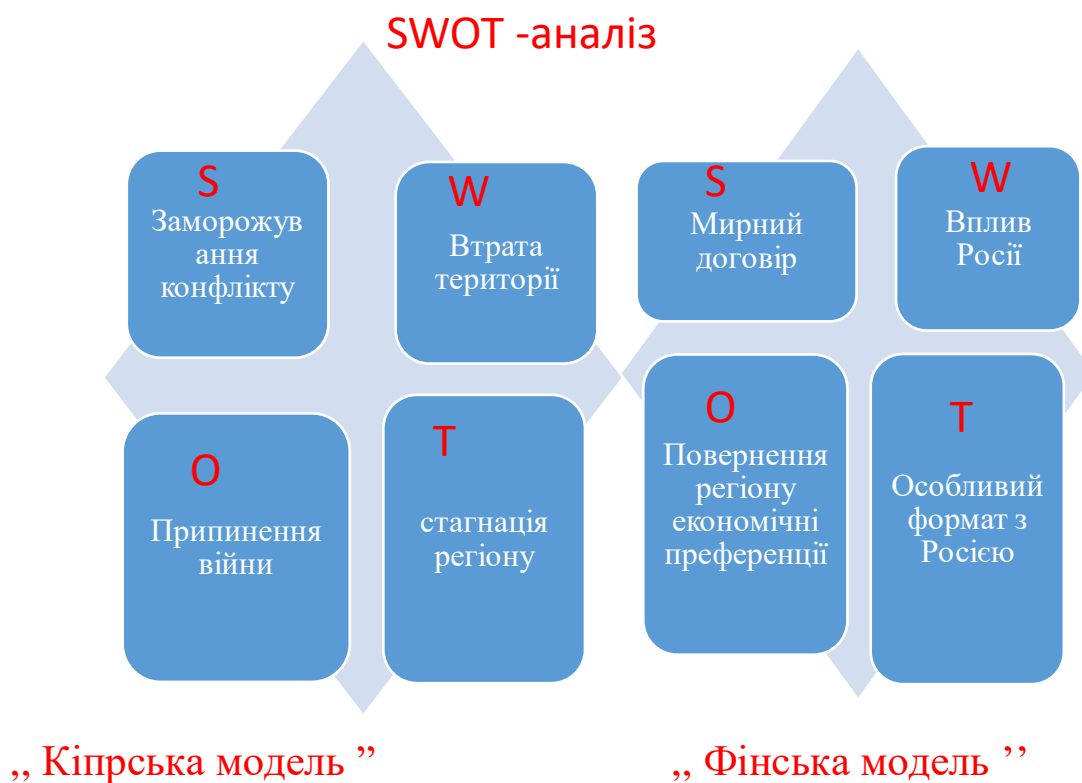 SWOT -аналіз
S
Заморожув
ання
конфлікту
W
Втрата
території
O
Припинення
війни
T
стагнація
регіону
S
Мирний
договір
W
Вплив
Росії
O
Повернення
регіону
економічні
преференції
T
Особливий
формат з
Росією
,, Кіпрська модель ”
,, Фінська модель ’’